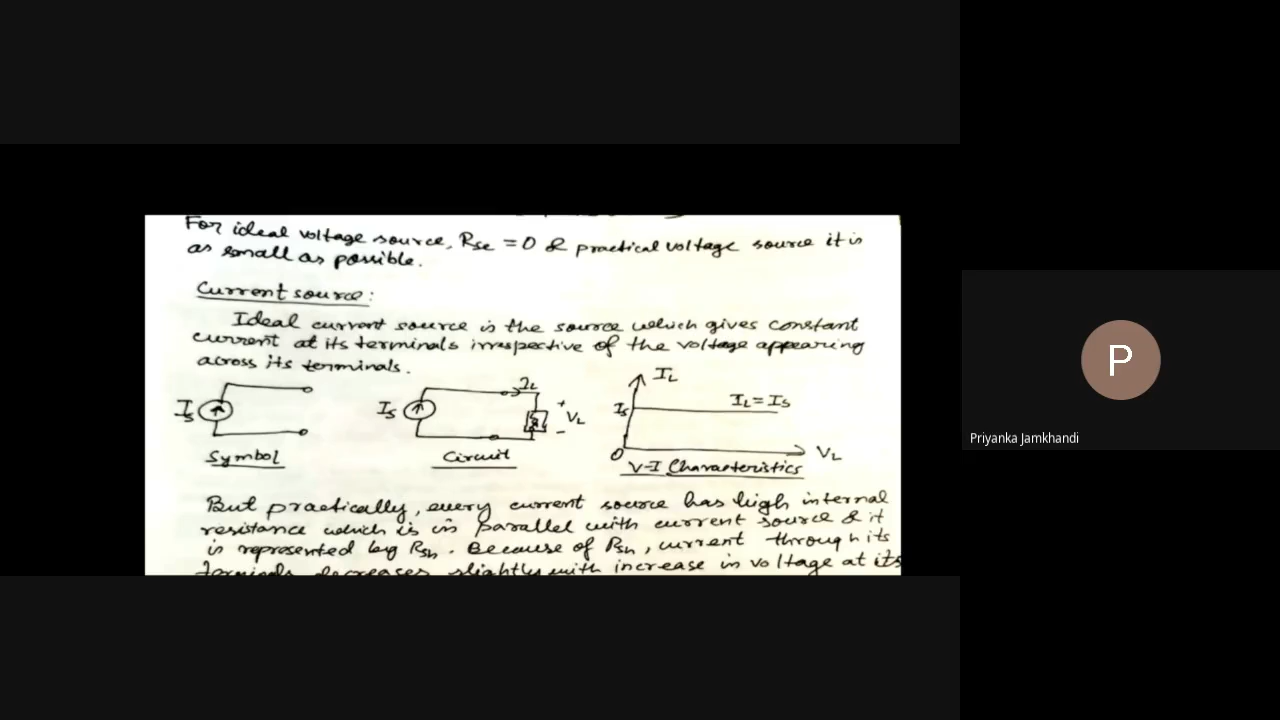 For ideal voltage source, Rse = 0 & practical voltage source it is
as small as possible.
Current source:
Ideal current source is the source which gives constant
current at its terminals irrespective of the voltage appearing
across its terminals.
Is
Symbol
Is
IL
+
VL
-
Circuit
IL
Is
IL = Is
O
VL
V-I Characteristics
But practically, every current source has high internal
resistance which is in parallel with current source & it
is represented by Rsh. Because of Rsh, current through its
terminals decreases slightly with increase in voltage at its
P
Priyanka Jamkhandi